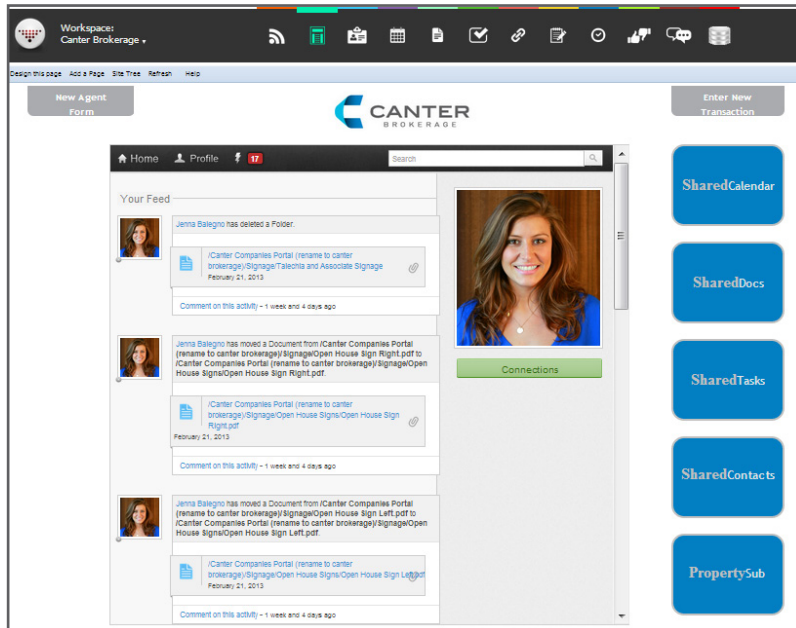 Workspace:
Canter Brokerage
Design this page Add a Page Site Tree Refresh Help
New Agent
Form
CANTER
BROKERAGE
Enter New
Transaction
Home Profile 17 Search
Your Feed
Jenna Balegno has deleted a Folder.
/Canter Companies Portal (rename to canter
brokerage)/Signage/Talechia and Associate Signage
February 21, 2013
Comment on this activity - 1 week and 4 days ago
Jenna Balegno has moved a Document from /Canter Companies Portal
(rename to canter brokerage)/Signage/Open House Sign Right.pdf to
/Canter Companies Portal (rename to canter brokerage)/Signage/Open
House Signs/Open House Sign Right.pdf.
/Canter Companies Portal (rename to canter
brokerage)/Signage/Open House Signs/Open House Sign
Right.pdf
February 21, 2013
Comment on this activity - 1 week and 4 days ago
Jenna Balegno has moved a Document from /Canter Companies Portal
(rename to canter brokerage)/Signage/Open House Sign Left.pdf to
/Canter Companies Portal (rename to canter brokerage)/Signage/Open
House Signs/Open House Sign Left.pdf.
/Canter Companies Portal (rename to canter
brokerage)/Signage/Open House Signs/Open House Sign Left.pdf
February 21, 2013
Comment on this activity - 1 week and 4 days ago
Connections
SharedCalendar
SharedDocs
SharedTasks
SharedContacts
PropertySub